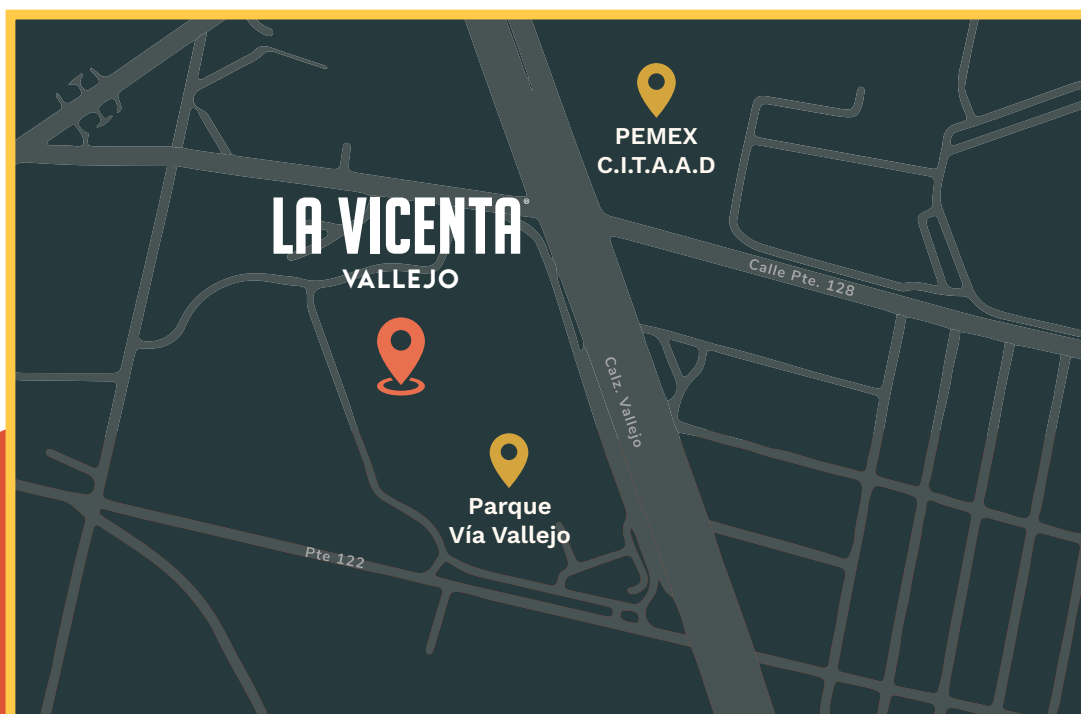 PEMEX
C.I.T.A.A.D
LA VICENTA®
VALLEJO
Calle Pte. 128
Calz. Vallejo
Parque
Vía Vallejo
Pte 122